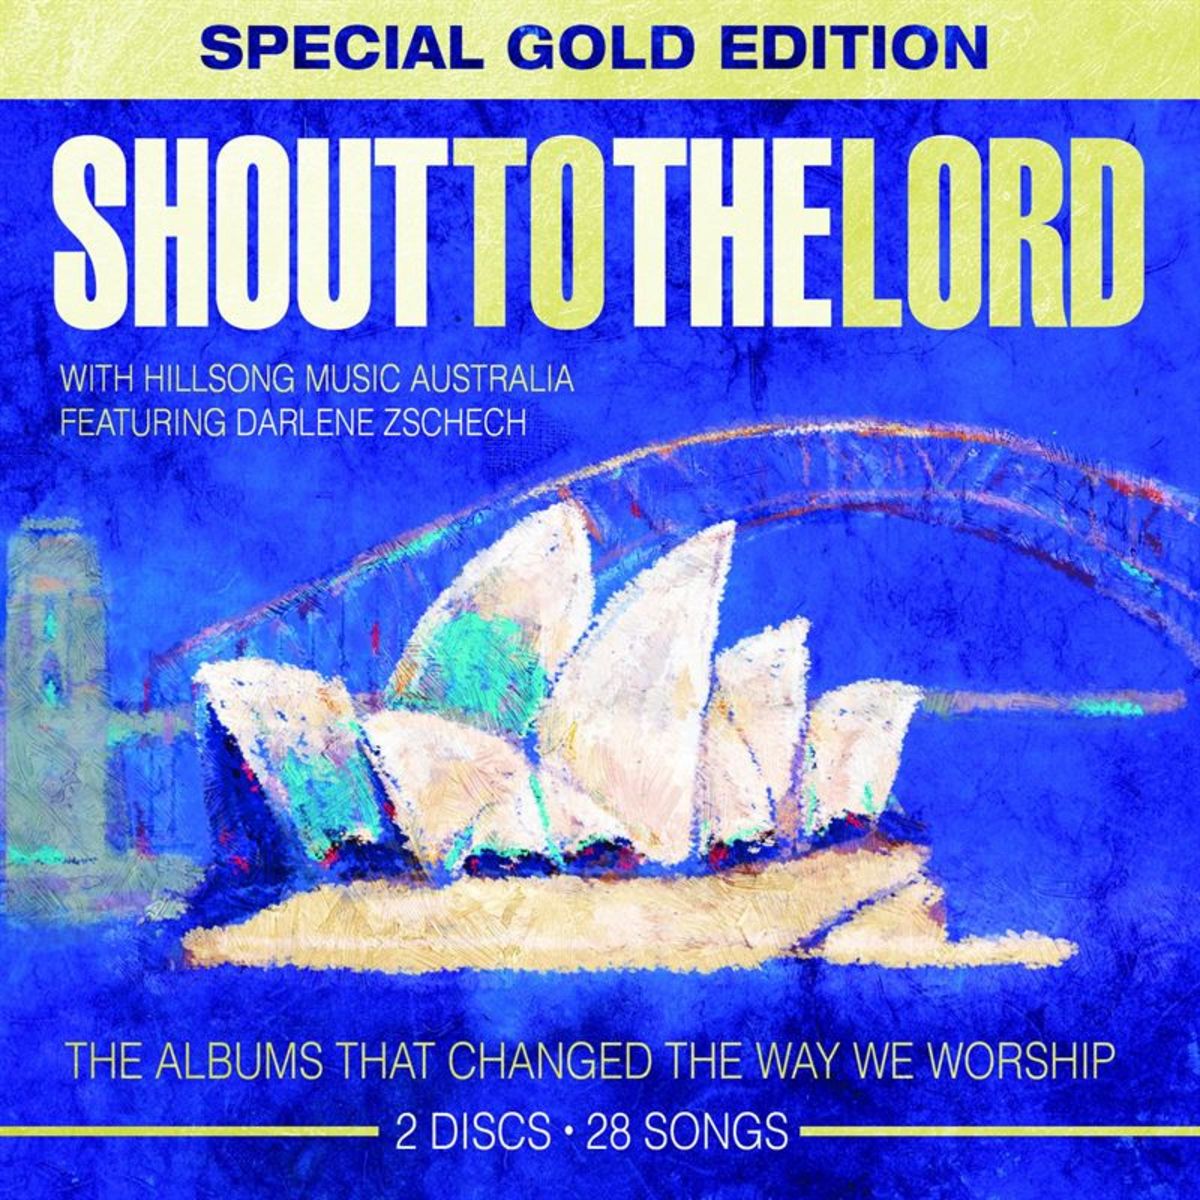 SPECIAL GOLD EDITION
SHOUTTOTHELORD
WITH HILLSONG MUSIC AUSTRALIA
FEATURING DARLENE ZSCHECH
THE ALBUMS THAT CHANGED THE WAY WE WORSHIP
2 DISCS • 28 SONGS